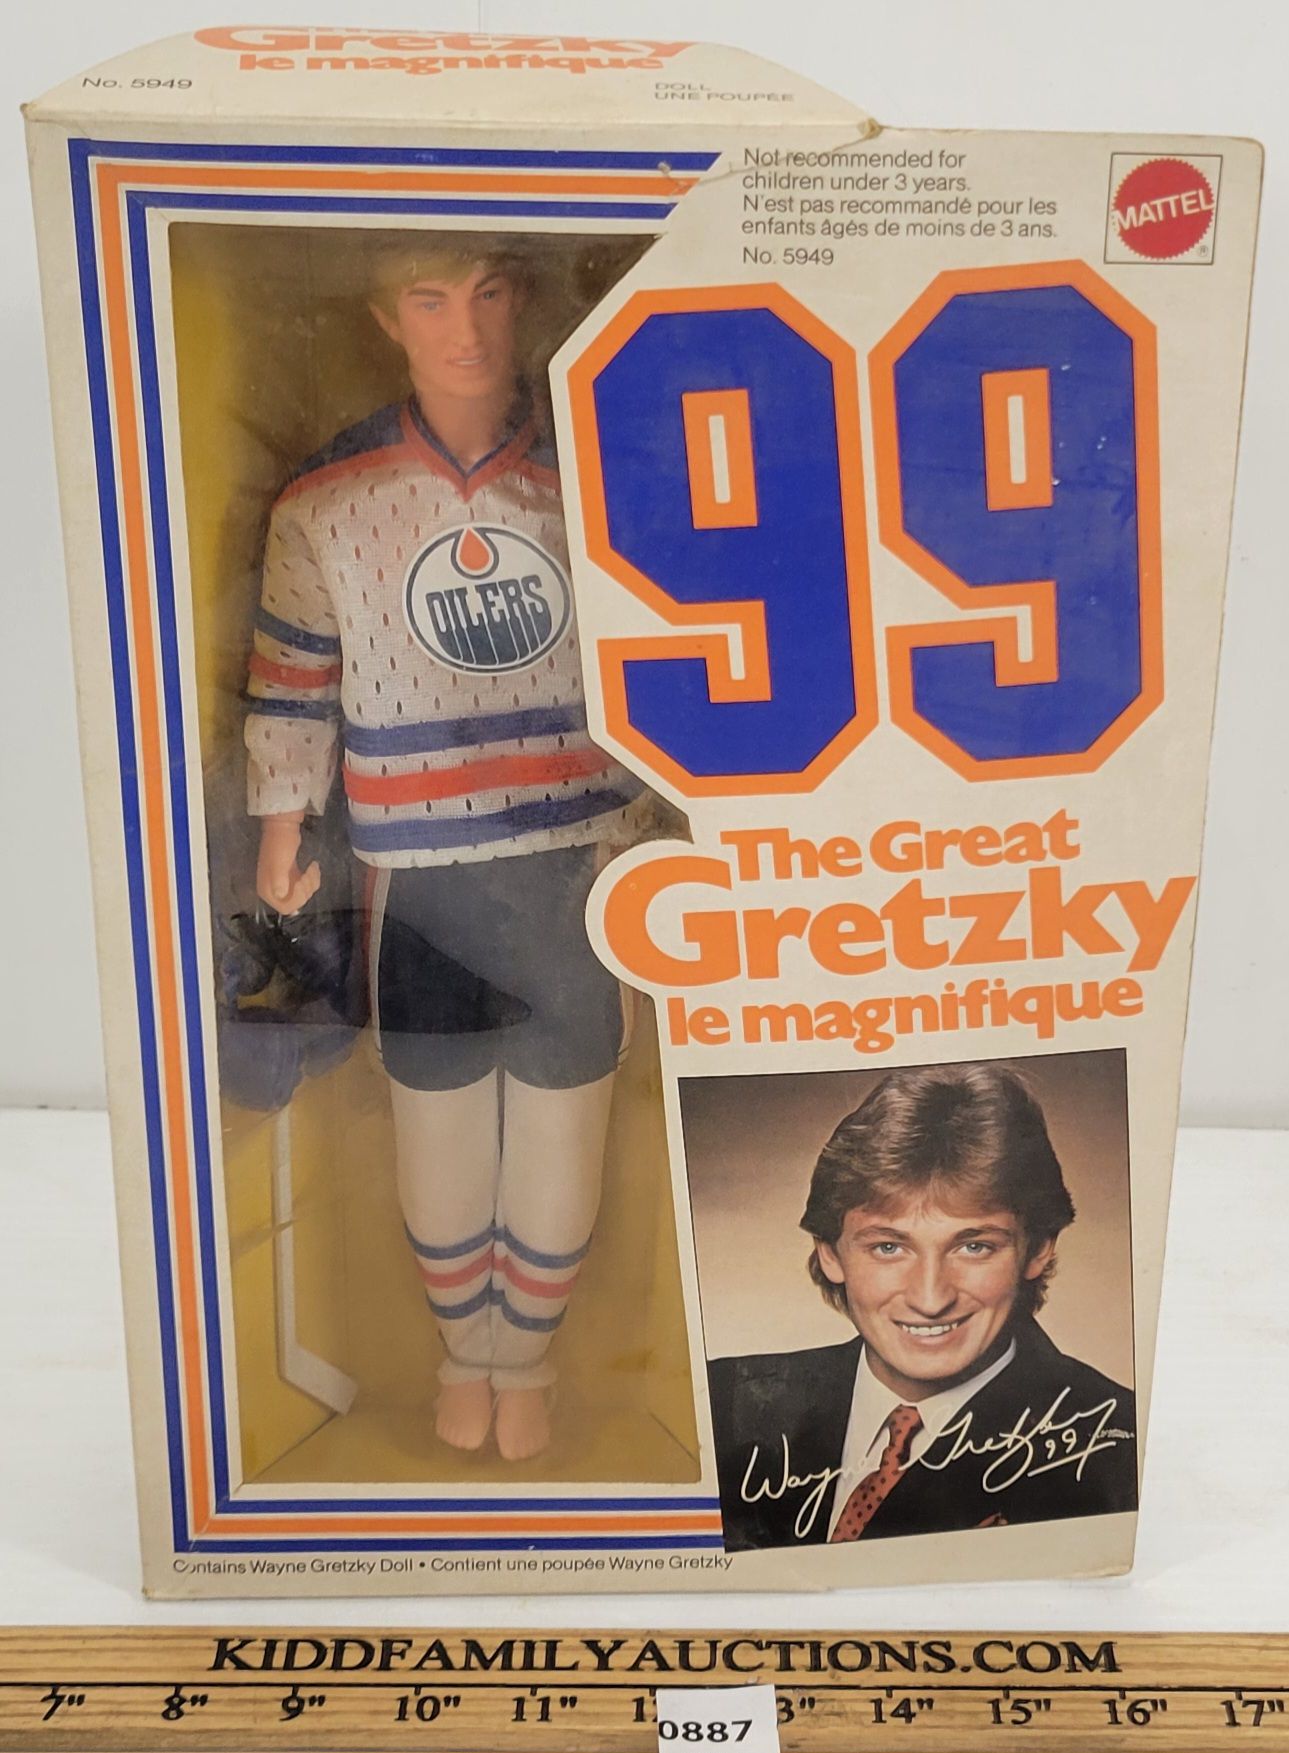 Gretzky
le magnifique
No. 5949
DOLL
UNE POUPÉE
Not recommended for
children under 3 years.
N'est pas recommandé pour les
enfants âgés de moins de 3 ans.
No. 5949
MATTEL
®
99
The Great
Gretzky
le magnifique
OILERS
Wayne Gretzky
99
Contains Wayne Gretzky Doll • Contient une poupée Wayne Gretzky
KIDDFAMILYAUCTIONS.COM
7" 8" 9" 10" 11" 14" 15" 16" 17"
0887